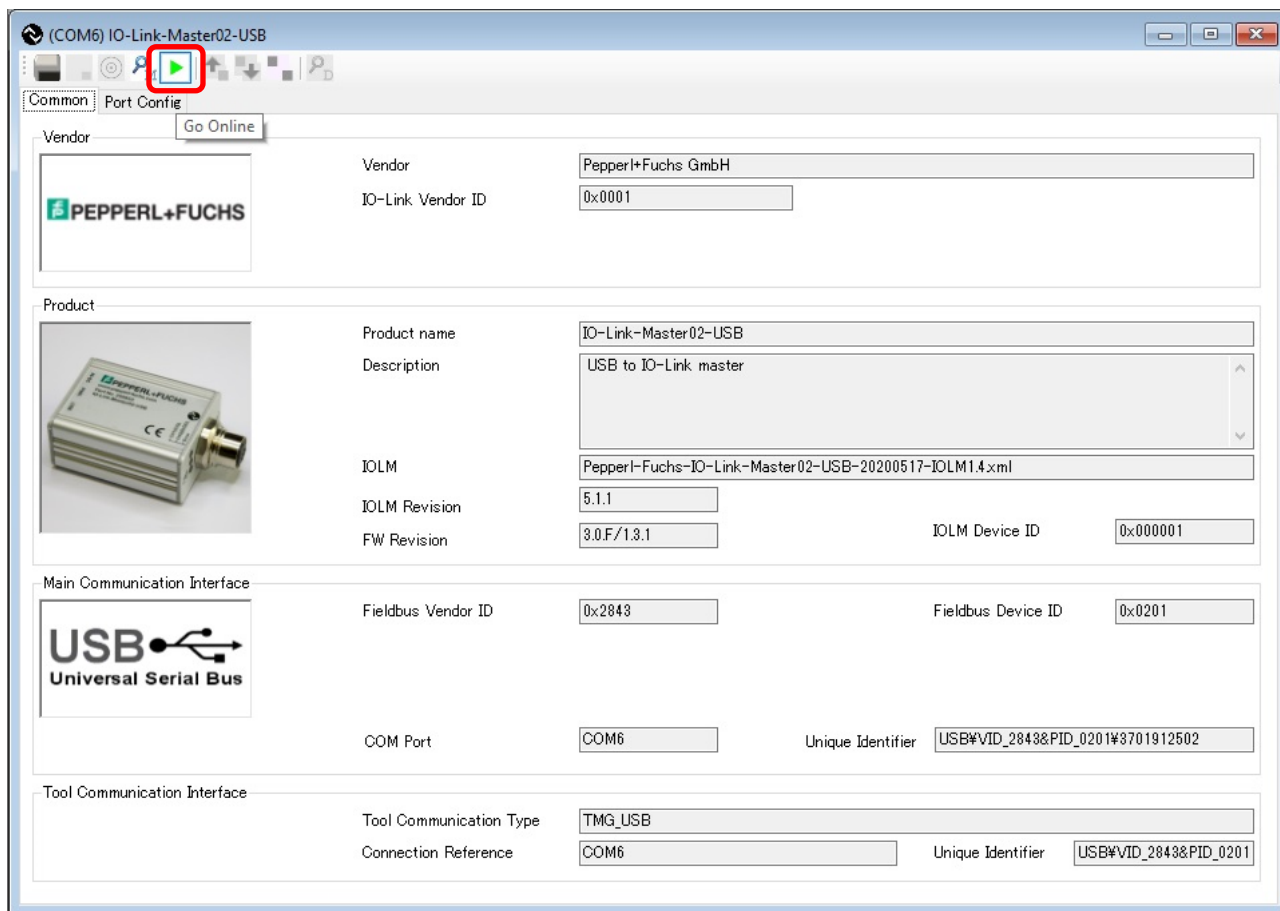 (COM6) IO-Link-Master02-USB
Common
Port Config
Go Online
Vendor
PEPPERL+FUCHS
Vendor
Pepperl+Fuchs GmbH
IO-Link Vendor ID
0x0001
Product
PEPPERL+FUCHS
CE
Product name
IO-Link-Master02-USB
Description
USB to IO-Link master
IOLM
Pepperl-Fuchs-IO-Link-Master02-USB-20200517-IOLM1.4.xml
IOLM Revision
5.1.1
FW Revision
3.0.F/1.3.1
IOLM Device ID
0x000001
Main Communication Interface
USB
Universal Serial Bus
Fieldbus Vendor ID
0x2843
Fieldbus Device ID
0x0201
COM Port
COM6
Unique Identifier
USB¥VID_2843&PID_0201¥3701912502
Tool Communication Interface
Tool Communication Type
TMG_USB
Connection Reference
COM6
Unique Identifier
USB¥VID_2843&PID_0201